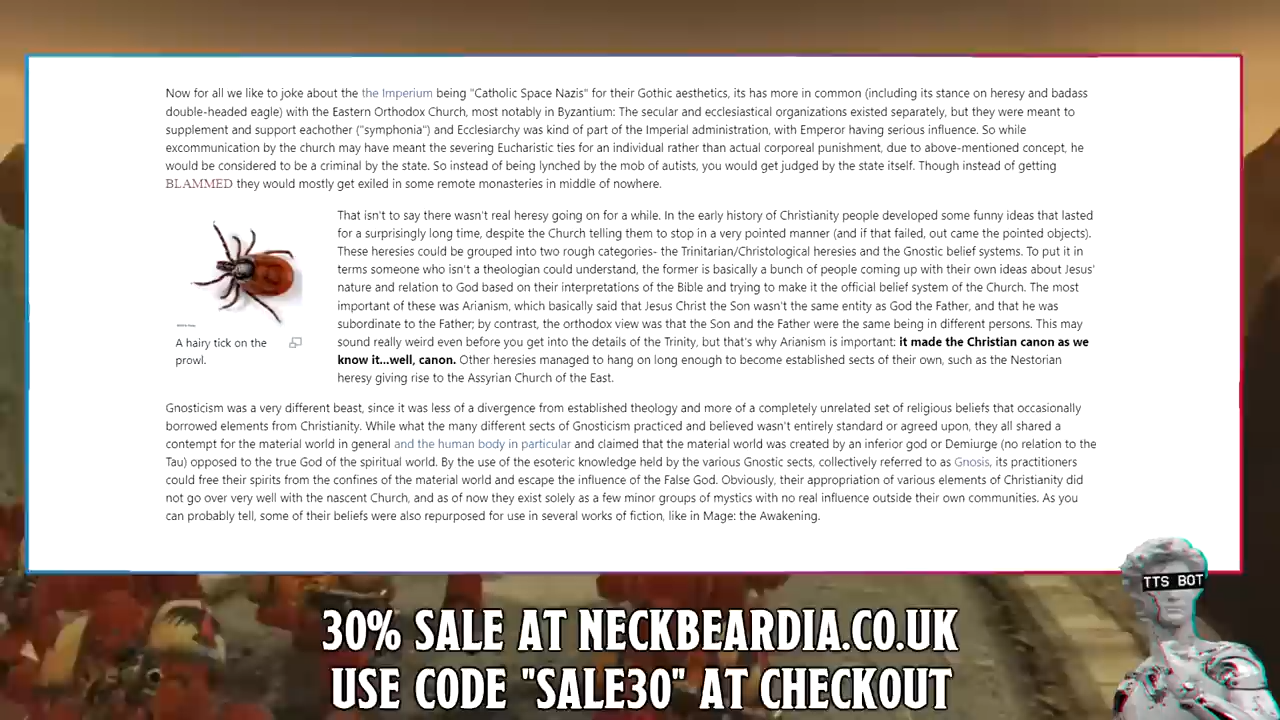 Now for all we like to joke about the the Imperium being "Catholic Space Nazis" for their Gothic aesthetics, its has more in common (including its stance on heresy and badass
double-headed eagle) with the Eastern Orthodox Church, most notably in Byzantium: The secular and ecclesiastical organizations existed separately, but they were meant to
supplement and support eachother ("symphonia") and Ecclesiarchy was kind of part of the Imperial administration, with Emperor having serious influence. So while
excommunication by the church may have meant the severing Eucharistic ties for an individual rather than actual corporeal punishment, due to above-mentioned concept, he
would be considered to be a criminal by the state. So instead of being lynched by the mob of autists, you would get judged by the state itself. Though instead of getting
BLAMMED they would mostly get exiled in some remote monasteries in middle of nowhere.
That isn't to say there wasn't real heresy going on for a while. In the early history of Christianity people developed some funny ideas that lasted
for a surprisingly long time, despite the Church telling them to stop in a very pointed manner (and if that failed, out came the pointed objects).
These heresies could be grouped into two rough categories- the Trinitarian/Christological heresies and the Gnostic belief systems. To put it in
terms someone who isn't a theologian could understand, the former is basically a bunch of people coming up with their own ideas about Jesus'
nature and relation to God based on their interpretations of the Bible and trying to make it the official belief system of the Church. The most
important of these was Arianism, which basically said that Jesus Christ the Son wasn't the same entity as God the Father, and that he was
subordinate to the Father; by contrast, the orthodox view was that the Son and the Father were the same being in different persons. This may
sound really weird even before you get into the details of the Trinity, but that's why Arianism is important: it made the Christian canon as we
know it...well, canon. Other heresies managed to hang on long enough to become established sects of their own, such as the Nestorian
heresy giving rise to the Assyrian Church of the East.
A hairy tick on the
prowl.
Gnosticism was a very different beast, since it was less of a divergence from established theology and more of a completely unrelated set of religious beliefs that occasionally
borrowed elements from Christianity. While what the many different sects of Gnosticism practiced and believed wasn't entirely standard or agreed upon, they all shared a
contempt for the material world in general and the human body in particular and claimed that the material world was created by an inferior god or Demiurge (no relation to the
Tau) opposed to the true God of the spiritual world. By the use of the esoteric knowledge held by the various Gnostic sects, collectively referred to as Gnosis, its practitioners
could free their spirits from the confines of the material world and escape the influence of the False God. Obviously, their appropriation of various elements of Christianity did
not go over very well with the nascent Church, and as of now they exist solely as a few minor groups of mystics with no real influence outside their own communities. As you
can probably tell, some of their beliefs were also repurposed for use in several works of fiction, like in Mage: the Awakening.
TTS BOT
30% SALE AT NECKBEARDIA.CO.UK
USE CODE "SALE30" AT CHECKOUT